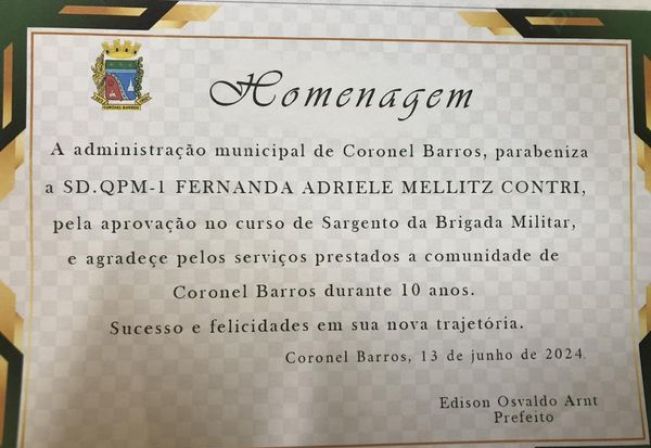 Homenagem
A administração municipal de Coronel Barros, parabeniza
a SD.QPM-1 FERNANDA ADRIELE MELLITZ CONTRI,
pela aprovação no curso de Sargento da Brigada Militar,
e agradeçe pelos serviços prestados a comunidade de
Coronel Barros durante 10 anos.
Sucesso e felicidades em sua nova trajetória.
Coronel Barros, 13 de junho de 2024.
Edison Osvaldo Arnt
Prefeito
CORONEL BARROS